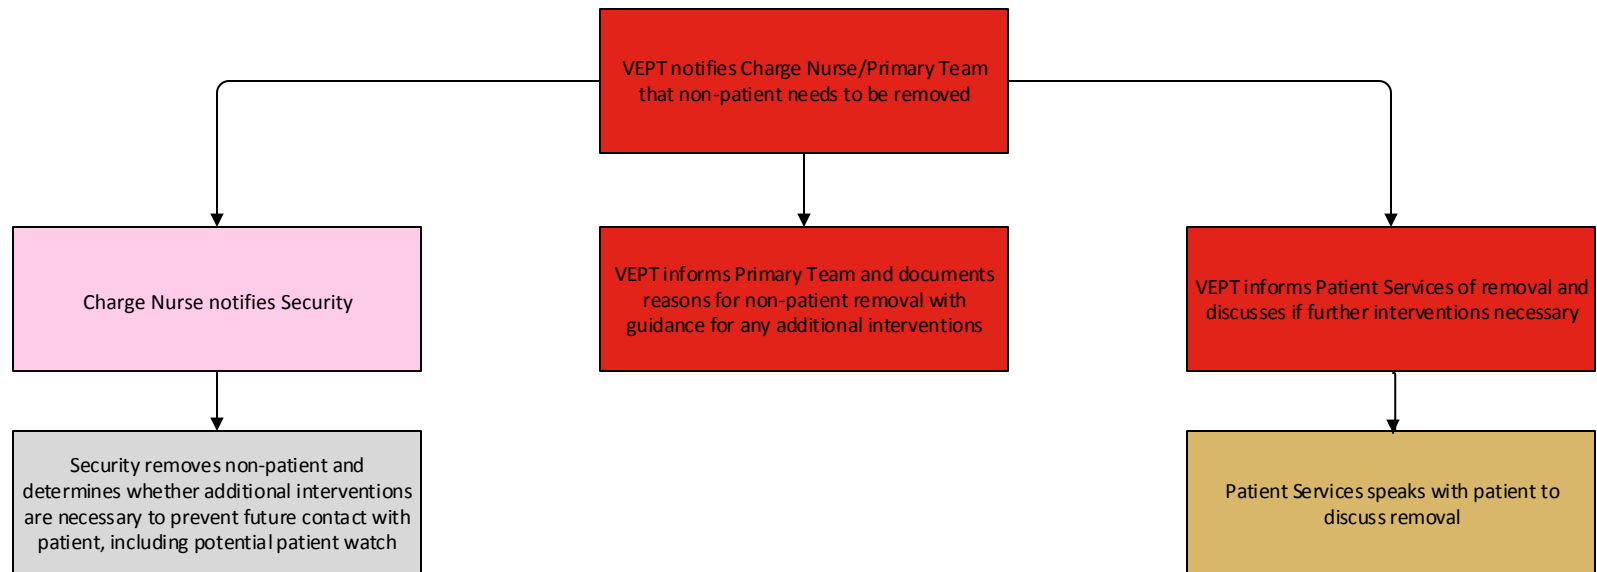 VEPT notifies Charge Nurse/Primary Team
that non-patient needs to be removed
Charge Nurse notifies Security
VEPT informs Primary Team and documents
reasons for non-patient removal with
guidance for any additional interventions
VEPT informs Patient Services of removal and
discusses if further interventions necessary
Security removes non-patient and
determines whether additional interventions
are necessary to prevent future contact with
patient, including potential patient watch
Patient Services speaks with patient to
discuss removal